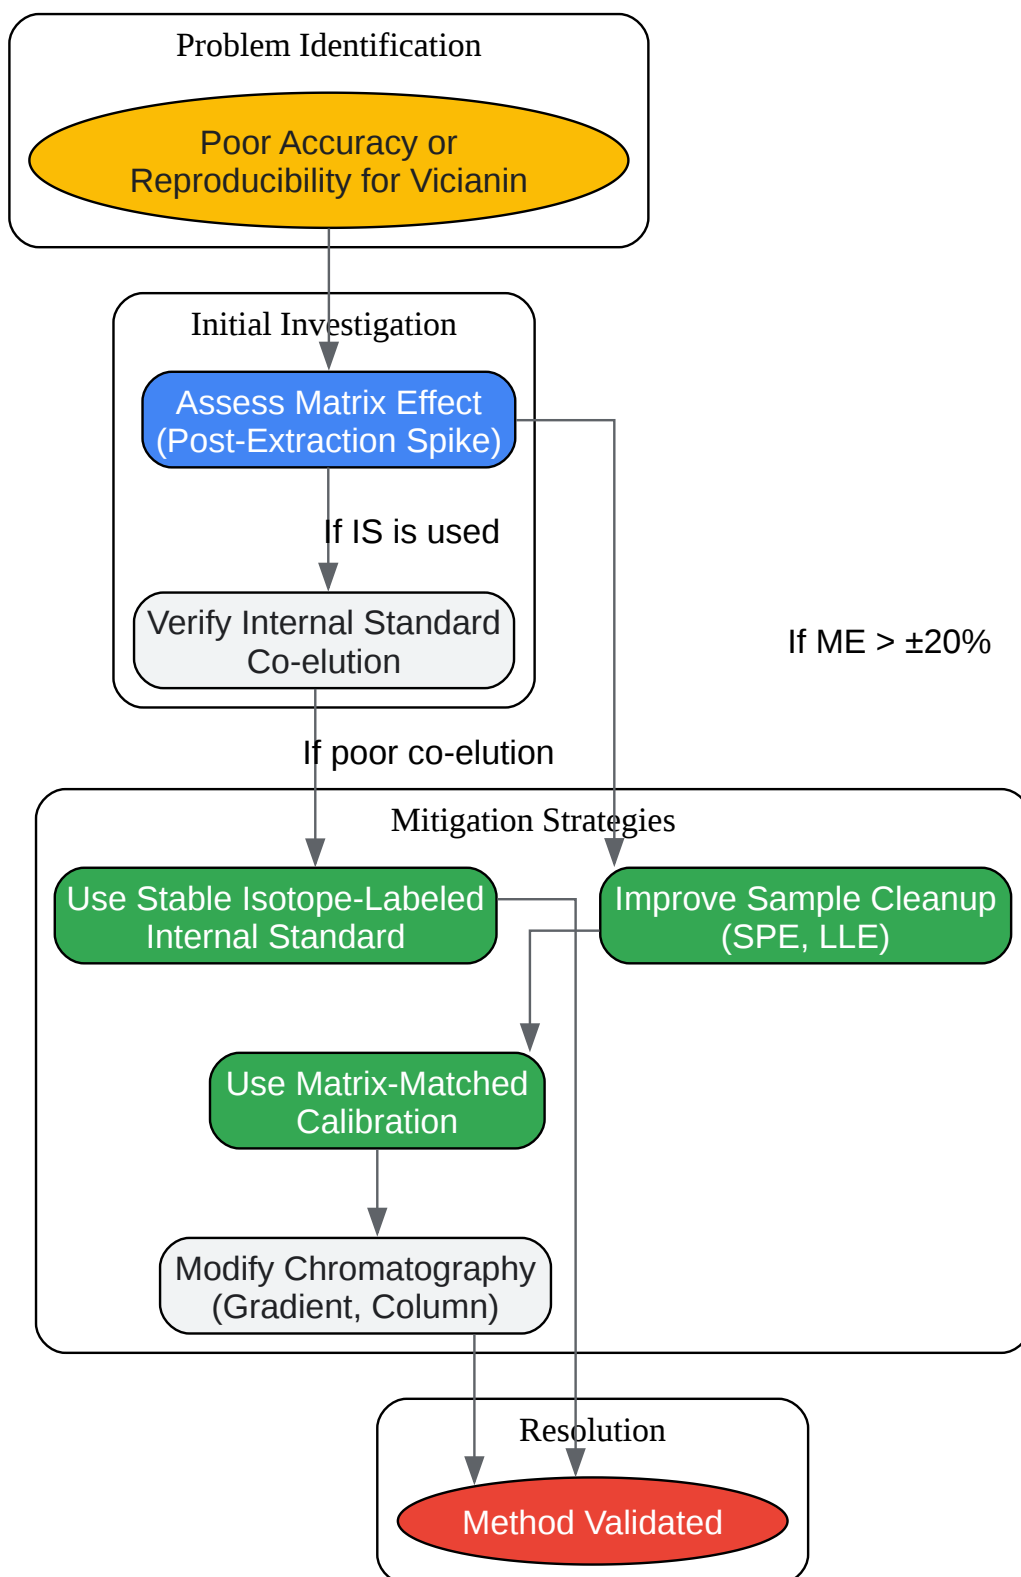 Problem Identification
Poor Accuracy or
Reproducibility for Vicianin
Initial Investigation
Assess Matrix Effect
(Post-Extraction Spike)
If IS is used
Verify Internal Standard
Co-elution
If ME > ±20%
If poor co-elution
Mitigation Strategies
Use Stable Isotope-Labeled
Internal Standard
Improve Sample Cleanup
(SPE, LLE)
Use Matrix-Matched
Calibration
Modify Chromatography
(Gradient, Column)
Resolution
Method Validated